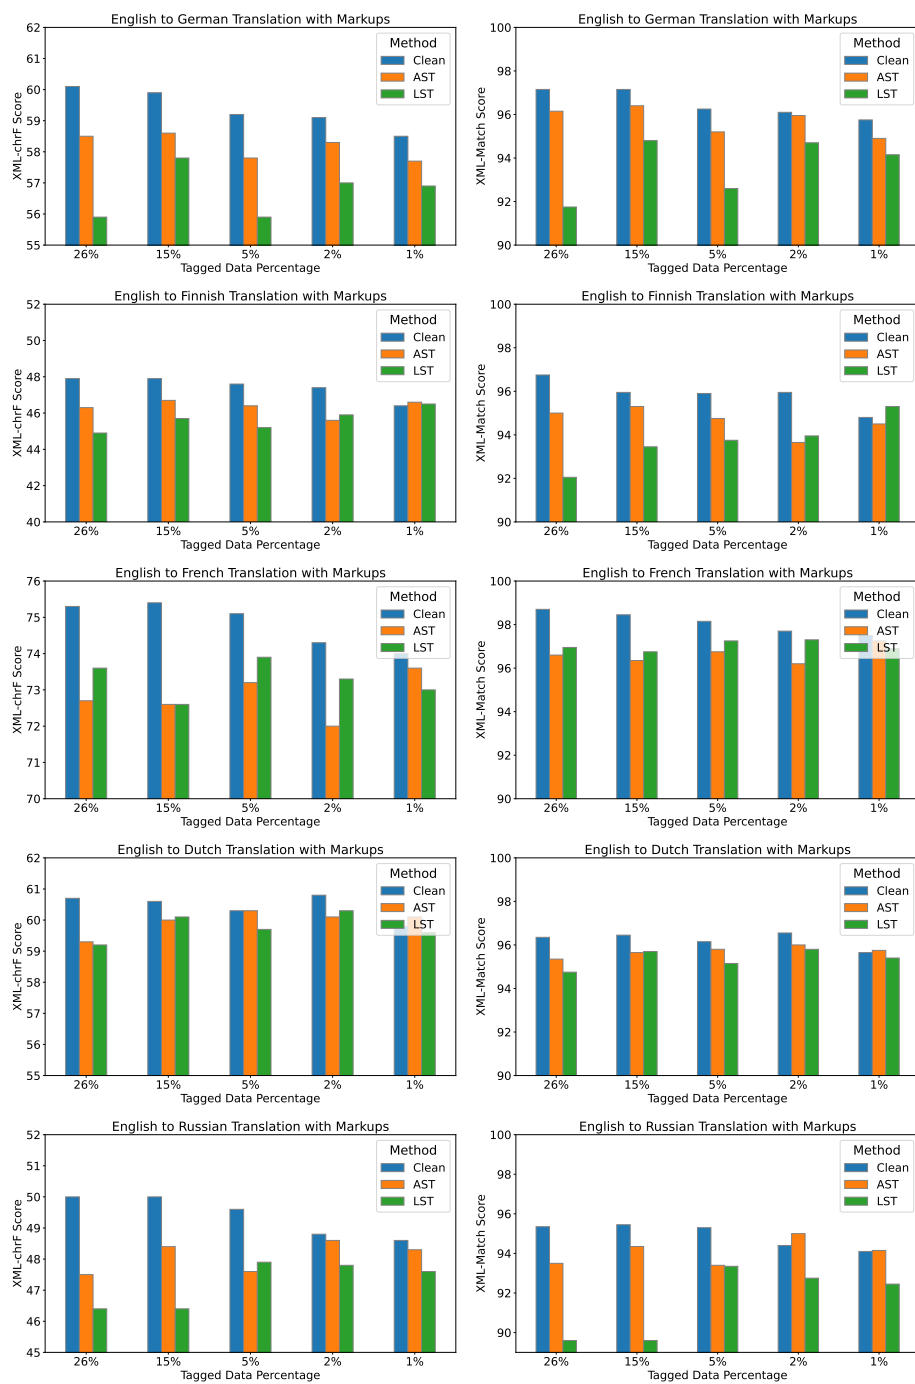 English to German Translation with Markups
62
61
60
59
58
57
56
55
XML-chrF Score
Method
Clean
AST
LST
26% 15% 5% 2% 1%
Tagged Data Percentage
English to German Translation with Markups
100
98
96
94
92
90
XML-Match Score
Method
Clean
AST
LST
26% 15% 5% 2% 1%
Tagged Data Percentage
English to Finnish Translation with Markups
52
50
48
46
44
42
40
XML-chrF Score
Method
Clean
AST
LST
26% 15% 5% 2% 1%
Tagged Data Percentage
English to Finnish Translation with Markups
100
98
96
94
92
90
XML-Match Score
Method
Clean
AST
LST
26% 15% 5% 2% 1%
Tagged Data Percentage
English to French Translation with Markups
76
75
74
73
72
71
70
XML-chrF Score
Method
Clean
AST
LST
26% 15% 5% 2% 1%
Tagged Data Percentage
English to French Translation with Markups
100
98
96
94
92
90
XML-Match Score
Method
Clean
AST
LST
26% 15% 5% 2% 1%
Tagged Data Percentage
English to Dutch Translation with Markups
62
61
60
59
58
57
56
55
XML-chrF Score
Method
Clean
AST
LST
26% 15% 5% 2% 1%
Tagged Data Percentage
English to Dutch Translation with Markups
100
98
96
94
92
90
XML-Match Score
Method
Clean
AST
LST
26% 15% 5% 2% 1%
Tagged Data Percentage
English to Russian Translation with Markups
52
51
50
49
48
47
46
45
XML-chrF Score
Method
Clean
AST
LST
26% 15% 5% 2% 1%
Tagged Data Percentage
English to Russian Translation with Markups
100
98
96
94
92
90
XML-Match Score
Method
Clean
AST
LST
26% 15% 5% 2% 1%
Tagged Data Percentage